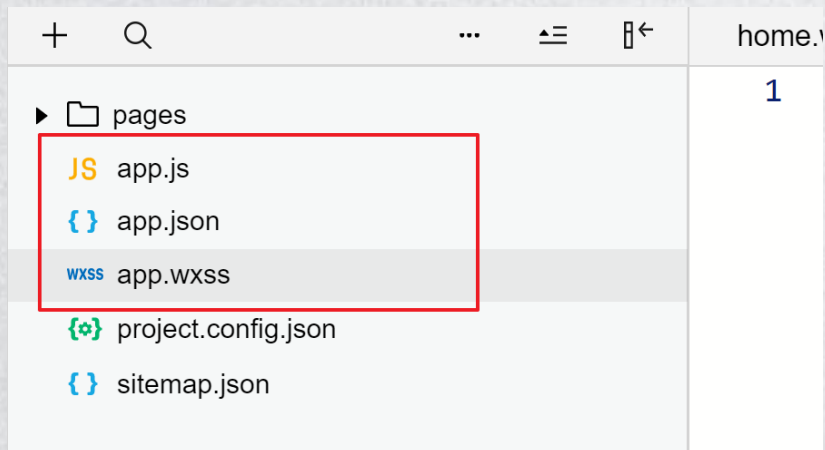 home.w
1
pages
JS app.js
{ } app.json
WXSS app.wxss
project.config.json
{ } sitemap.json